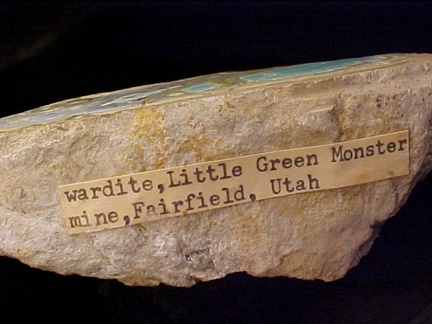 wardite,Little Green Monster
mine,Fairfield, Utah